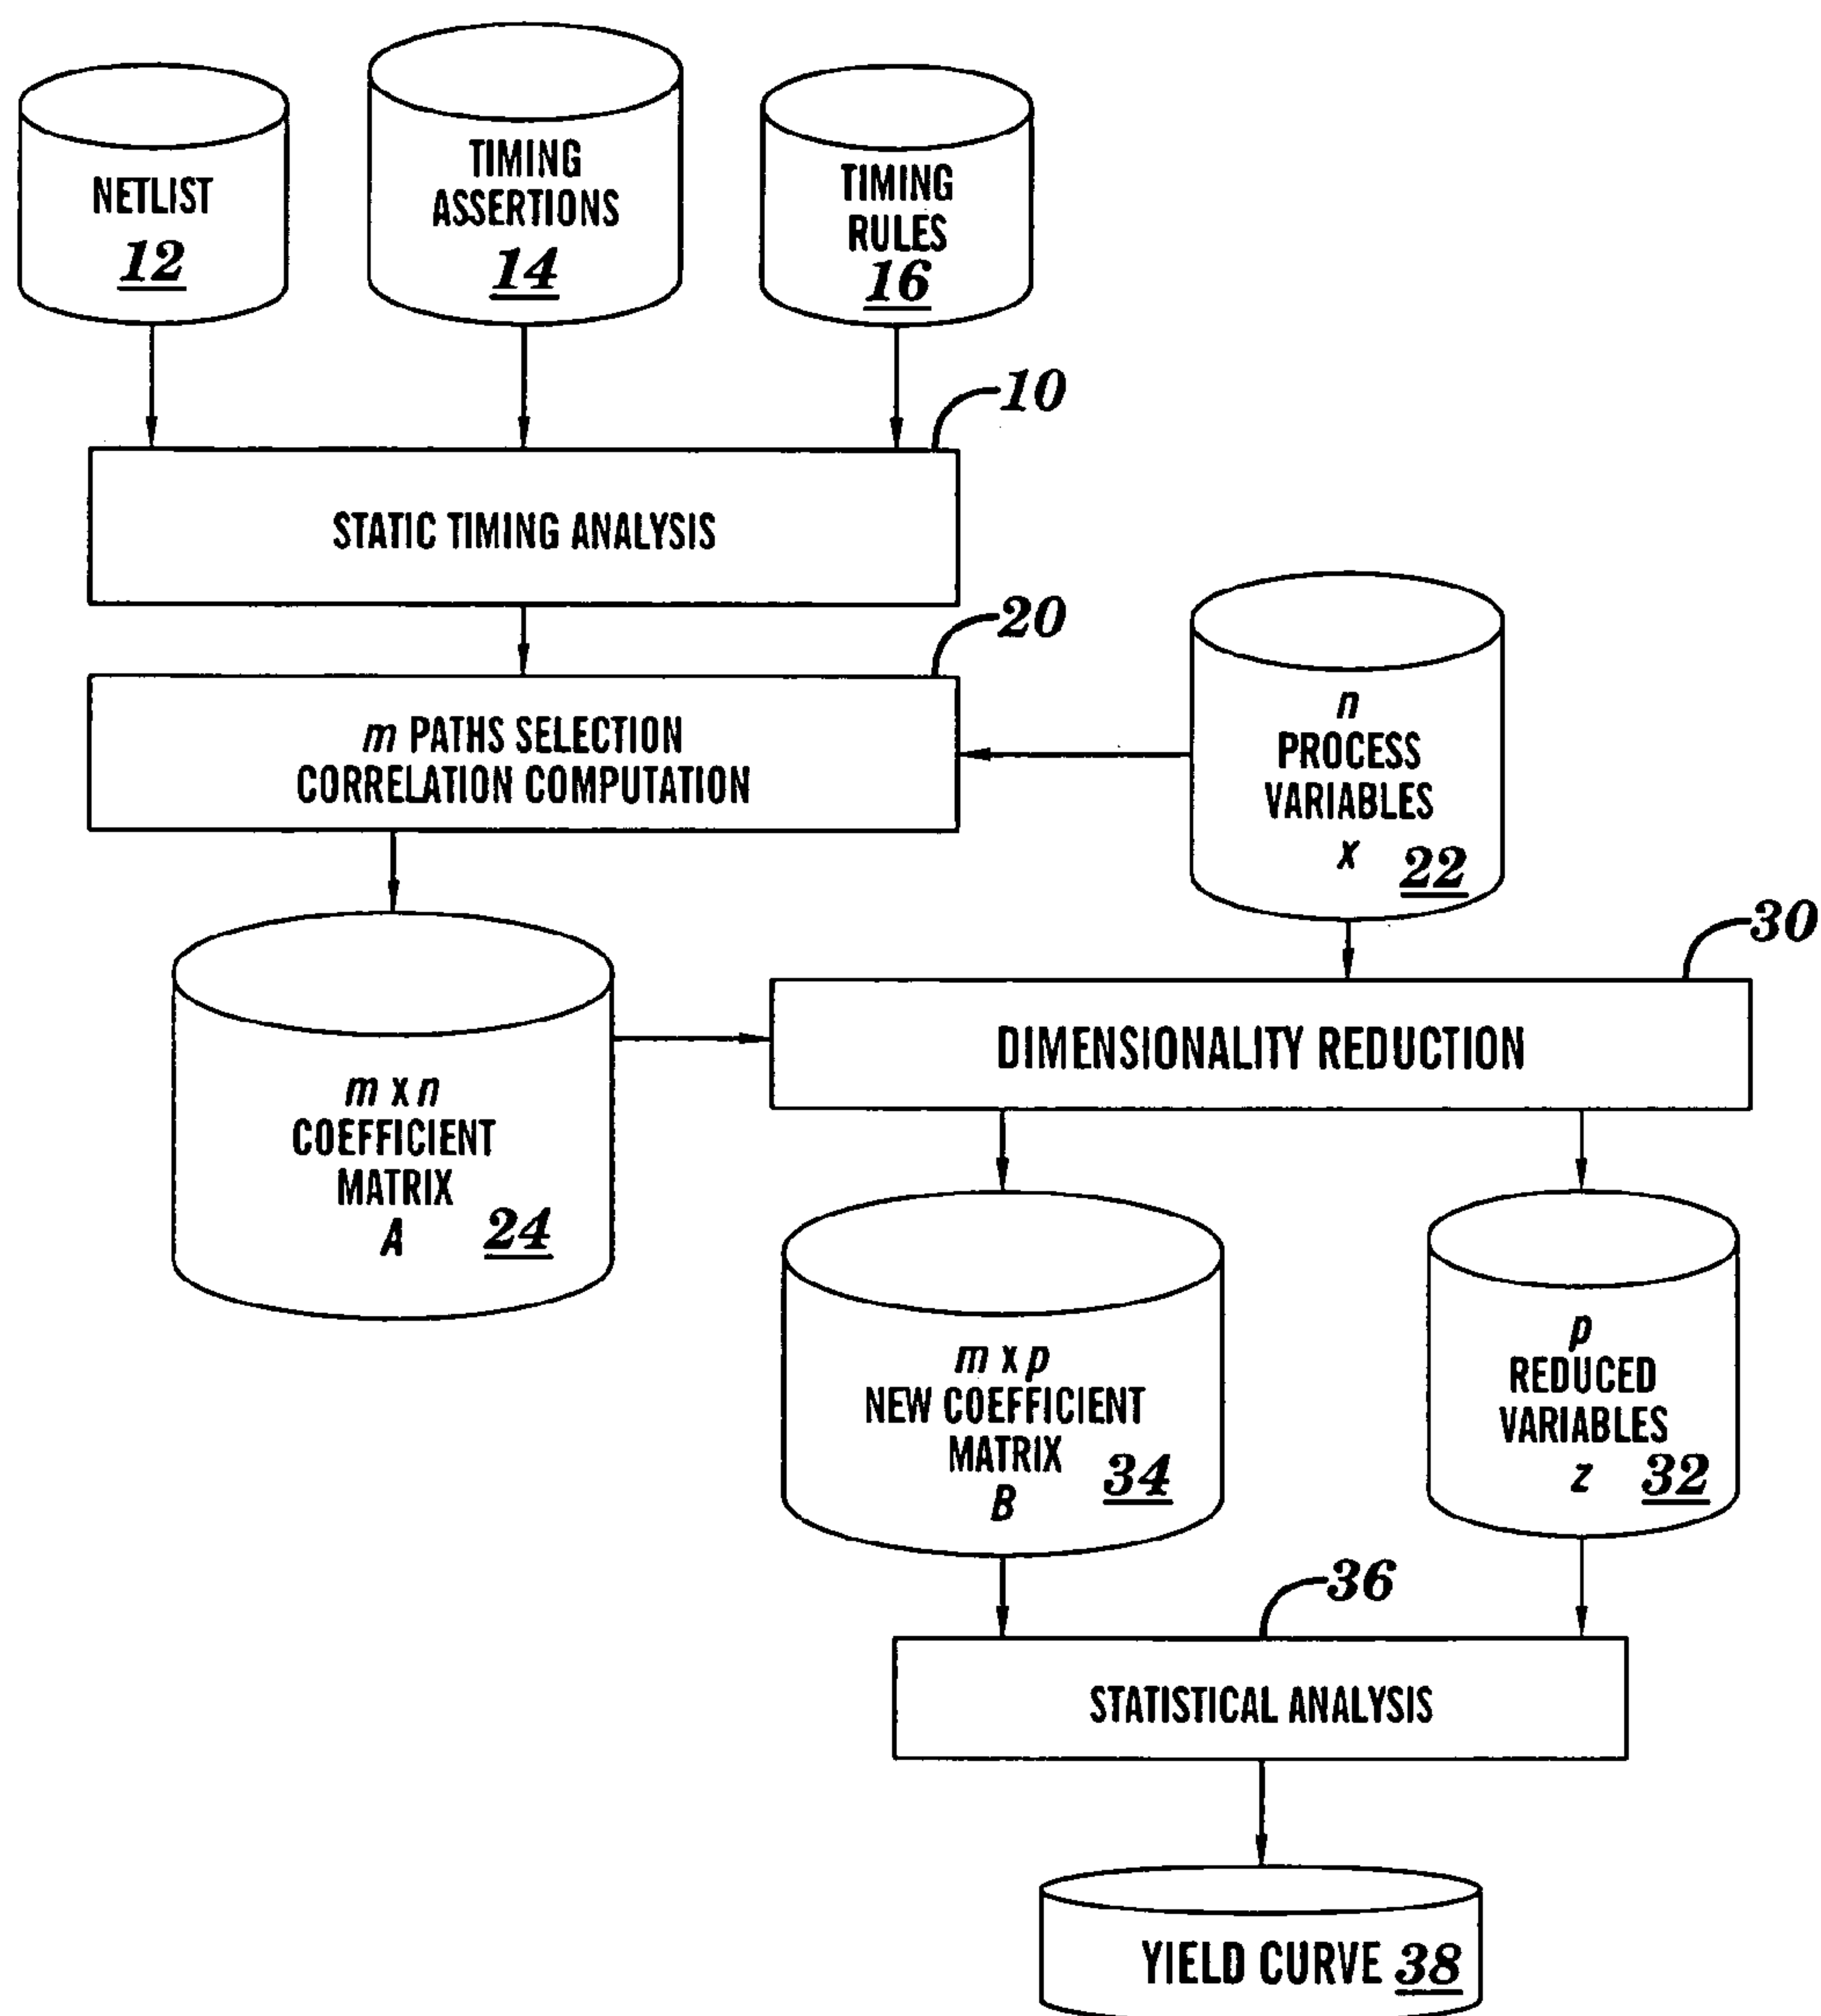 NETLIST
12
TIMING
ASSERTIONS
14
TIMING
RULES
16
10
STATIC TIMING ANALYSIS
20
m PATHS SELECTION
CORRELATION COMPUTATION
n
PROCESS
VARIABLES
x 22
30
DIMENSIONALITY REDUCTION
m x n
COEFFICIENT
MATRIX
A 24
m x p
NEW COEFFICIENT
MATRIX 34
B
p
REDUCED
VARIABLES
z 32
36
STATISTICAL ANALYSIS
YIELD CURVE 38